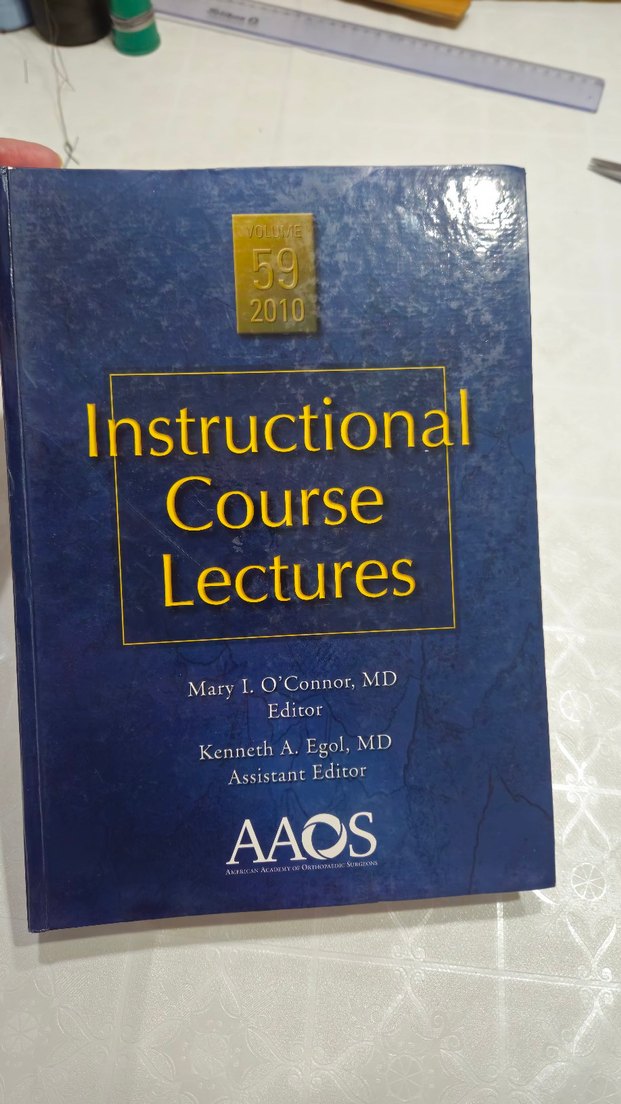 VOLUME
59
2010
Instructional
Course
Lectures
Mary I. O'Connor, MD
Editor
Kenneth A. Egol, MD
Assistant Editor
AAOS
AMERICAN ACADEMY OF ORTHOPAEDIC SURGEONS